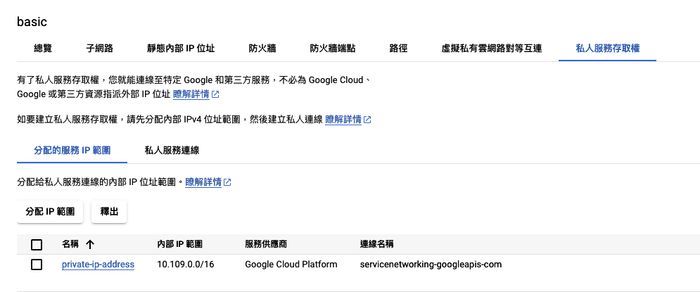 basic
總覽 子網路 靜態內部 IP 位址 防火牆 防火牆端點 路徑 虛擬私有雲網路對等互連 私人服務存取權
有了私人服務存取權，您就能連線至特定 Google 和第三方服務，不必為 Google Cloud、
Google 或第三方資源指派外部 IP 位址 瞭解詳情
如要建立私人服務存取權，請先分配內部 IPv4 位址範圍，然後建立私人連線 瞭解詳情
分配的服務 IP 範圍 私人服務連線
分配給私人服務連線的內部 IP 位址範圍。瞭解詳情
分配 IP 範圍 釋出
名稱 內部 IP 範圍 服務供應商 連線名稱
private-ip-address 10.109.0.0/16 Google Cloud Platform servicenetworking-googleapis-com